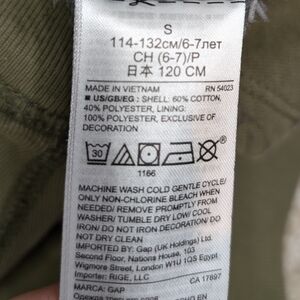 S
114-132см/6-7лет
CH (6-7)/P
日本 120 CM
MADE IN VIETNAM RN 54023
■ US/GB/EG : SHELL: 60% COTTON,
40% POLYESTER, LINING:
100% POLYESTER, EXCLUSIVE OF
DECORATION
30
1166
MACHINE WASH COLD GENTLE CYCLE/
ONLY NON-CHLORINE BLEACH WHEN
NEEDED/ REMOVE PROMPTLY FROM
WASHER/ TUMBLE DRY LOW/ COOL
IRON/ DO NOT IRON DECORATION/ DO
NOT DRY CLEAN
IMPORTED BY: Gap (UK Holdings) Ltd.
Second Floor, Nations House, 103
Wigmore Street, London W1U 1QS Egypt
Importer: RIGE, LLC
CA 17897
МАРКА: GAP
Одежда